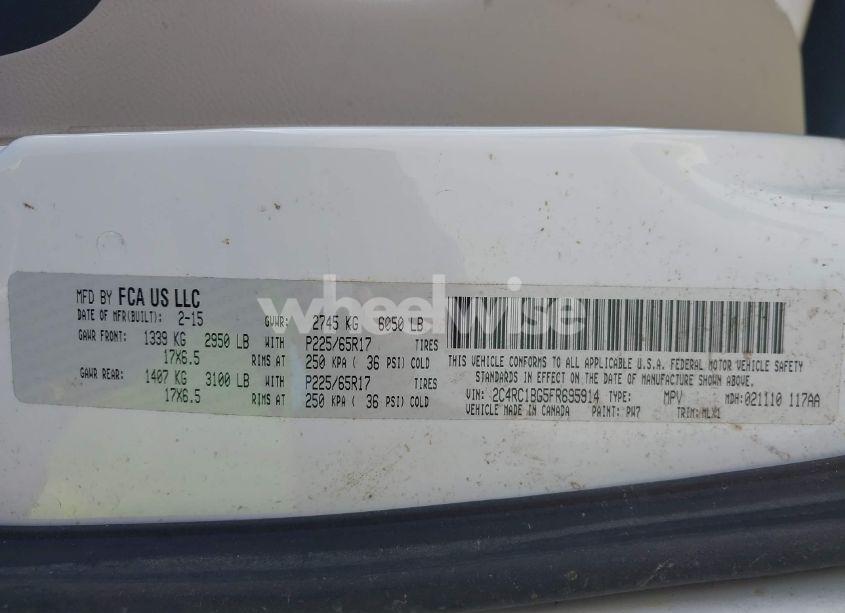 MFD BY FCA US LLC
DATE OF MFR(BUILT): 2-15 GVWR: 2745 KG 6050 LB
GAWR FRONT: 1339 KG 2950 LB WITH P225/65R17 TIRES
17X6.5 RIMS AT 250 KPA ( 36 PSI) COLD
GAWR REAR: 1407 KG 3100 LB WITH P225/65R17 TIRES
17X6.5 RIMS AT 250 KPA ( 36 PSI) COLD
THIS VEHICLE CONFORMS TO ALL APPLICABLE U.S.A. FEDERAL MOTOR VEHICLE SAFETY
STANDARDS IN EFFECT ON THE DATE OF MANUFACTURE SHOWN ABOVE.
VIN: 2C4RC1BG5FR695914 TYPE: MPV MDH: 021110 117AA
VEHICLE MADE IN CANADA PAINT: PW7 TRIM:
wheelwise